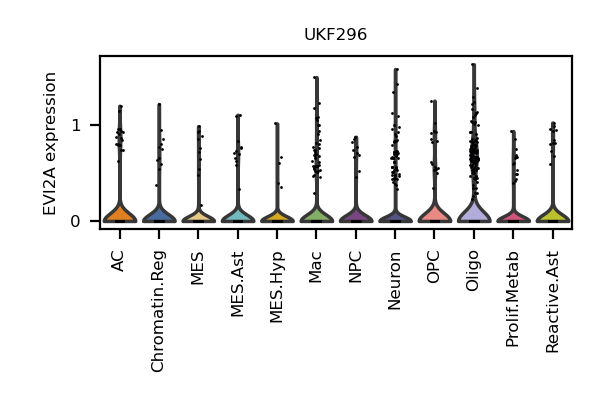 UKF296
EVI2A expression
1
0
AC
Chromatin.Reg
MES
MES.Ast
MES.Hyp
Mac
NPC
Neuron
OPC
Oligo
Prolif.Metab
Reactive.Ast